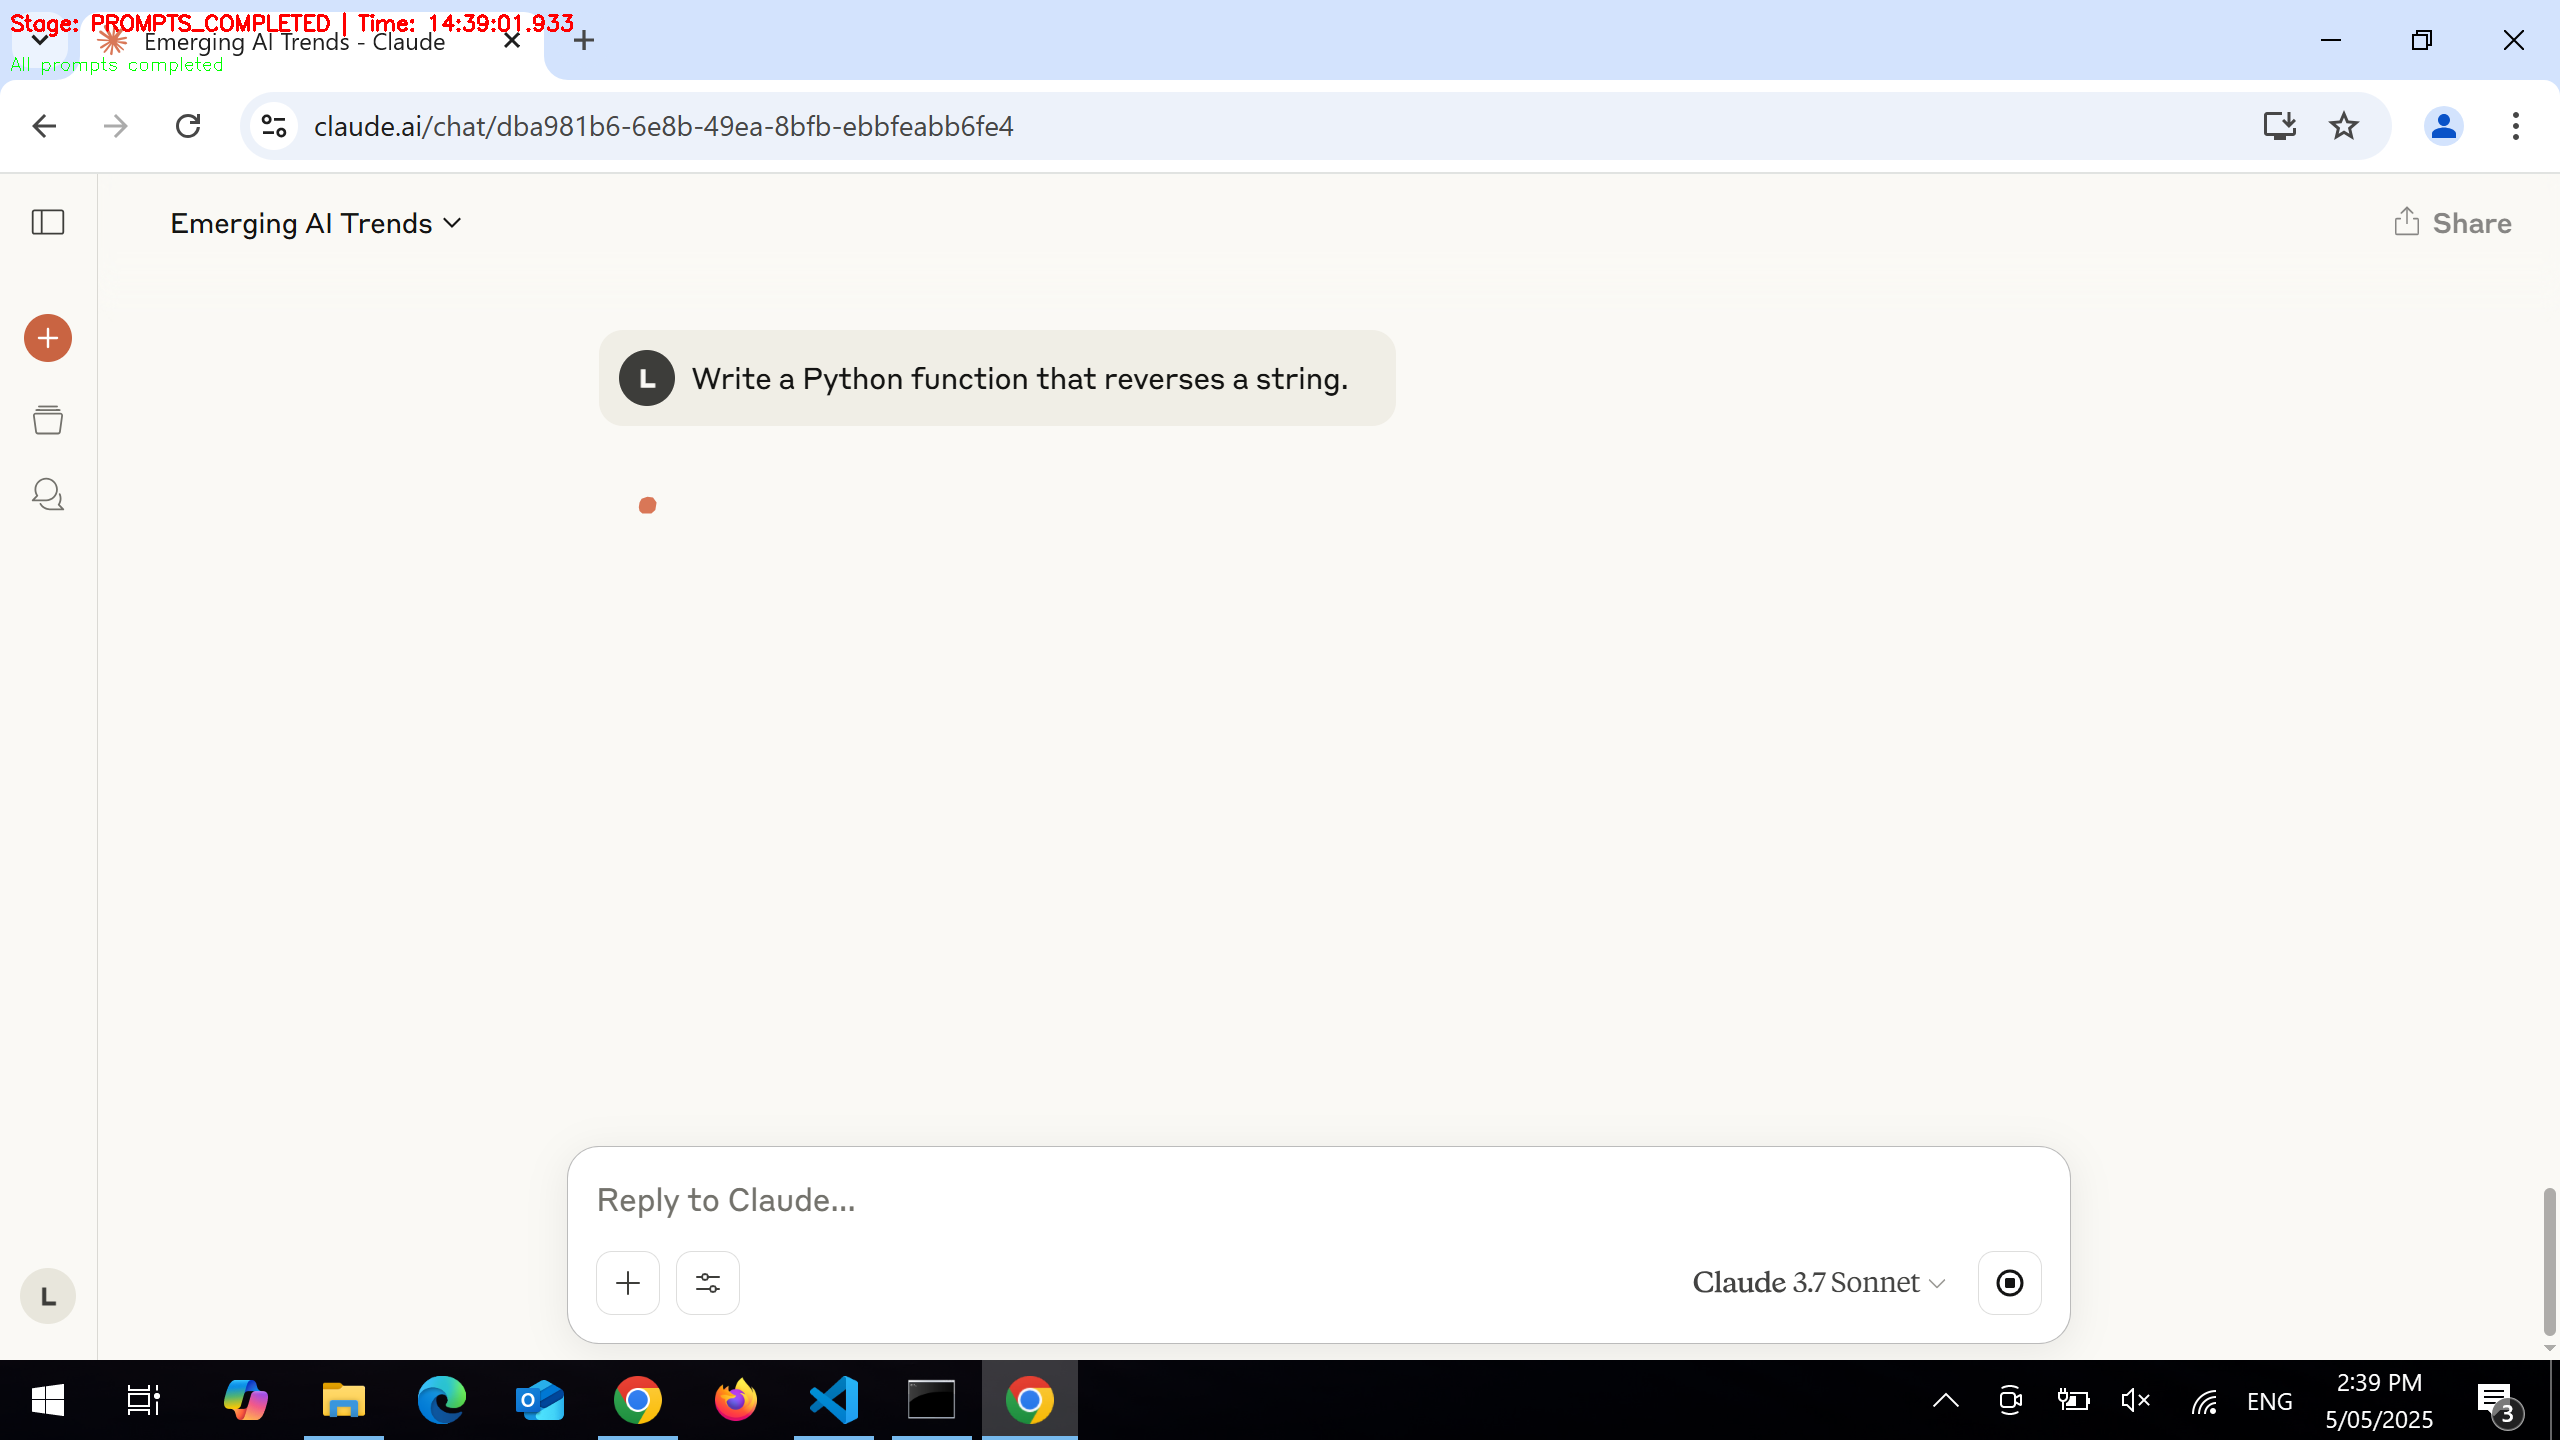 Stage: PROMPTS_COMPLETED | Time: 14:39:01.933
Emerging AI Trends - Claude
All prompts completed
claude.ai/chat/dba981b6-6e8b-49ea-8bfb-ebbfeabb6fe4
Emerging AI Trends
Share
L
Write a Python function that reverses a string.
Reply to Claude...
Claude 3.7 Sonnet
L
ENG
2:39 PM
5/05/2025
3